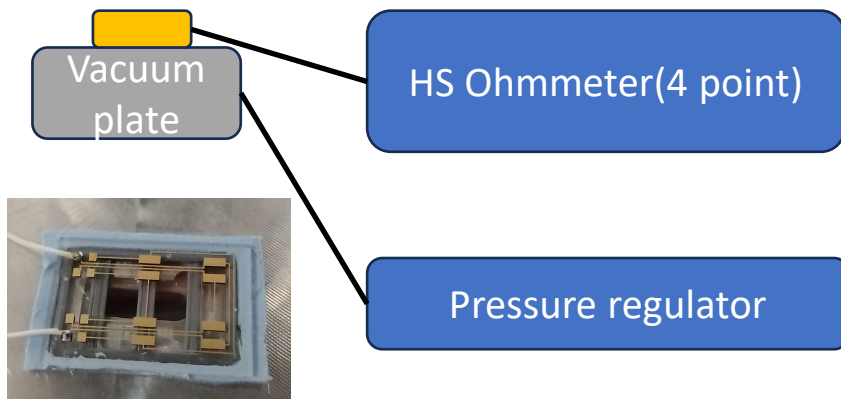 Vacuum
plate
HS Ohmmeter(4 point)
Pressure regulator